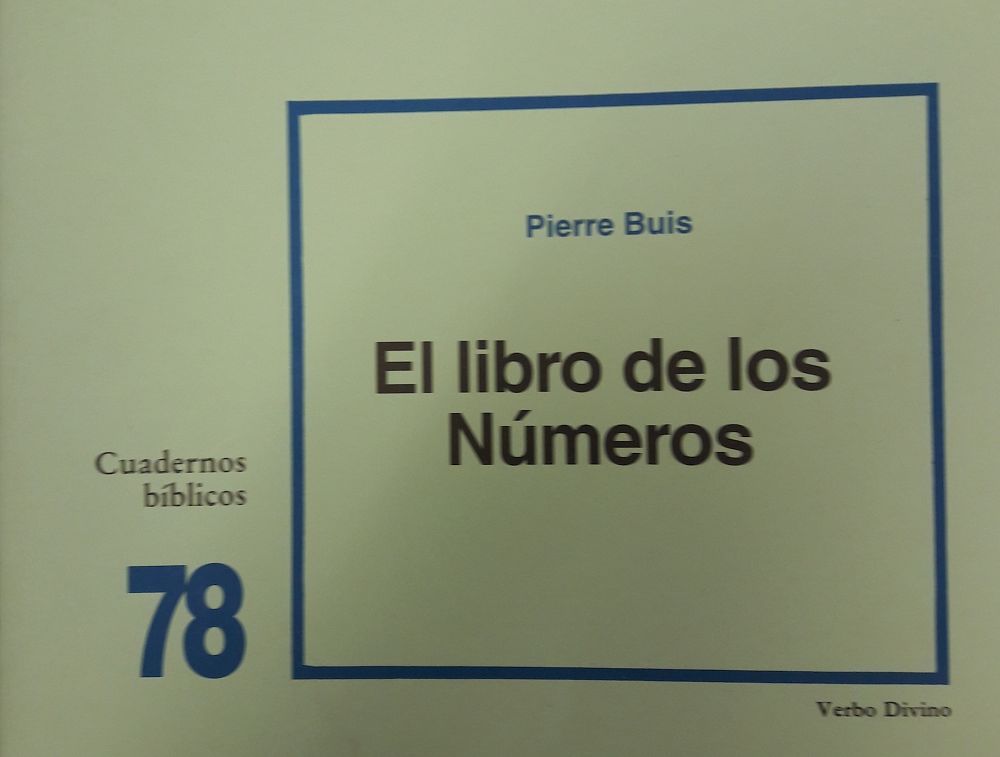 Pierre Buis
El libro de los
Números
Cuadernos
bíblicos
78
Verbo Divino